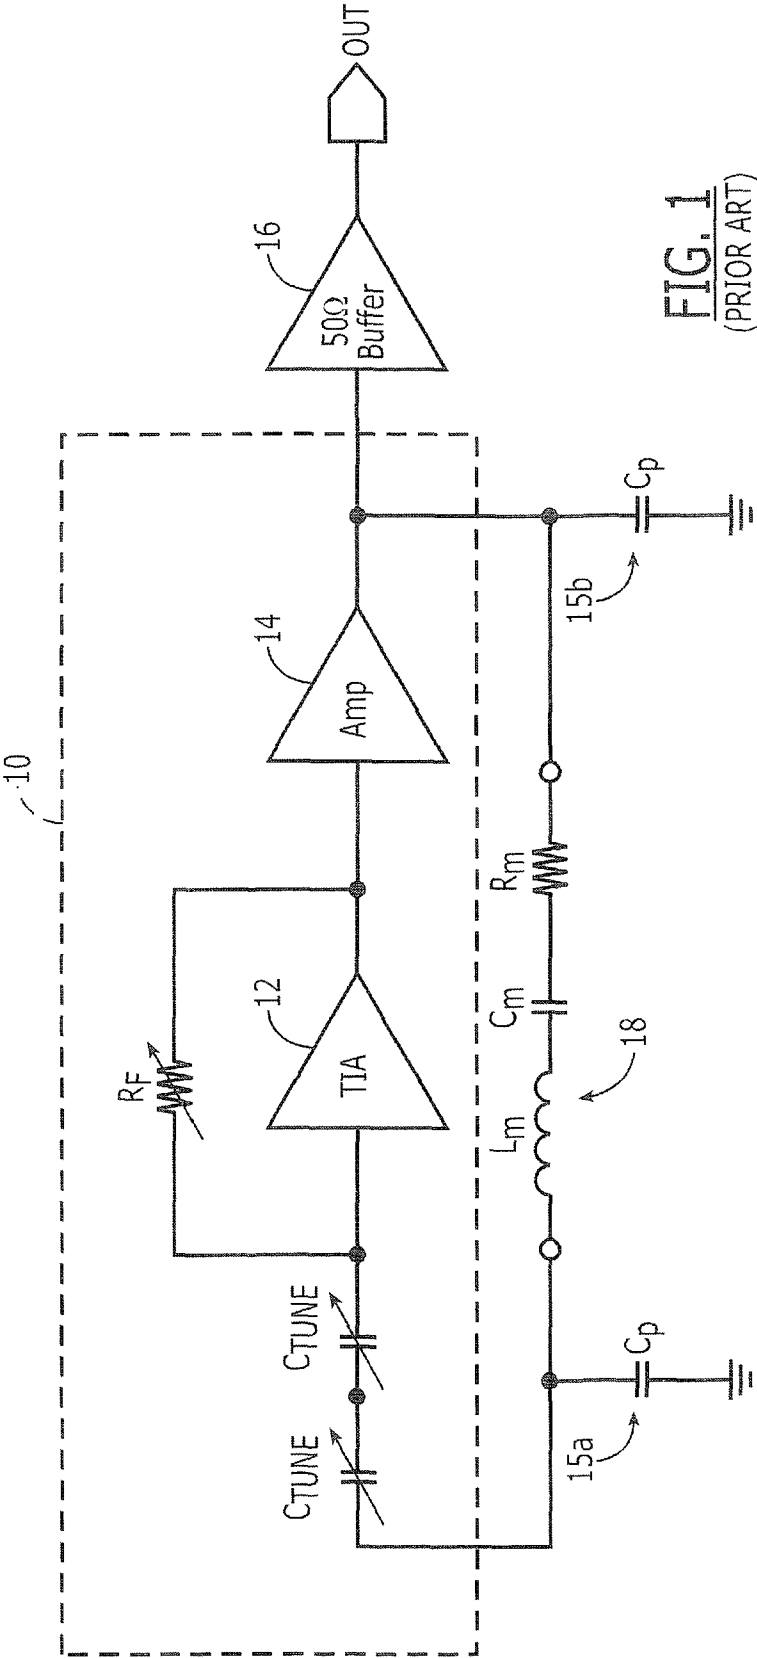 10
RF
CTUNE
CTUNE
12
TIA
14
Amp
16
50Ω
Buffer
OUT
Lm
Cm
Rm
18
15a
Cp
15b
Cp
FIG. 1
(PRIOR ART)